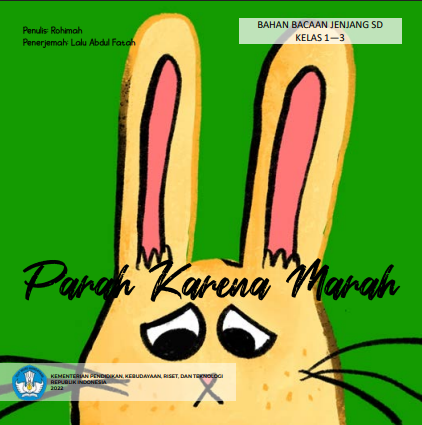 Penulis: Rohimah
Penerjemah: Lalu Abdul Fatah
BAHAN BACAAN JENJANG SD
KELAS 1—3
Parah Karena Marah
KEMENTERIAN PENDIDIKAN, KEBUDAYAAN, RISET, DAN TEKNOLOGI
REPUBLIK INDONESIA
2022